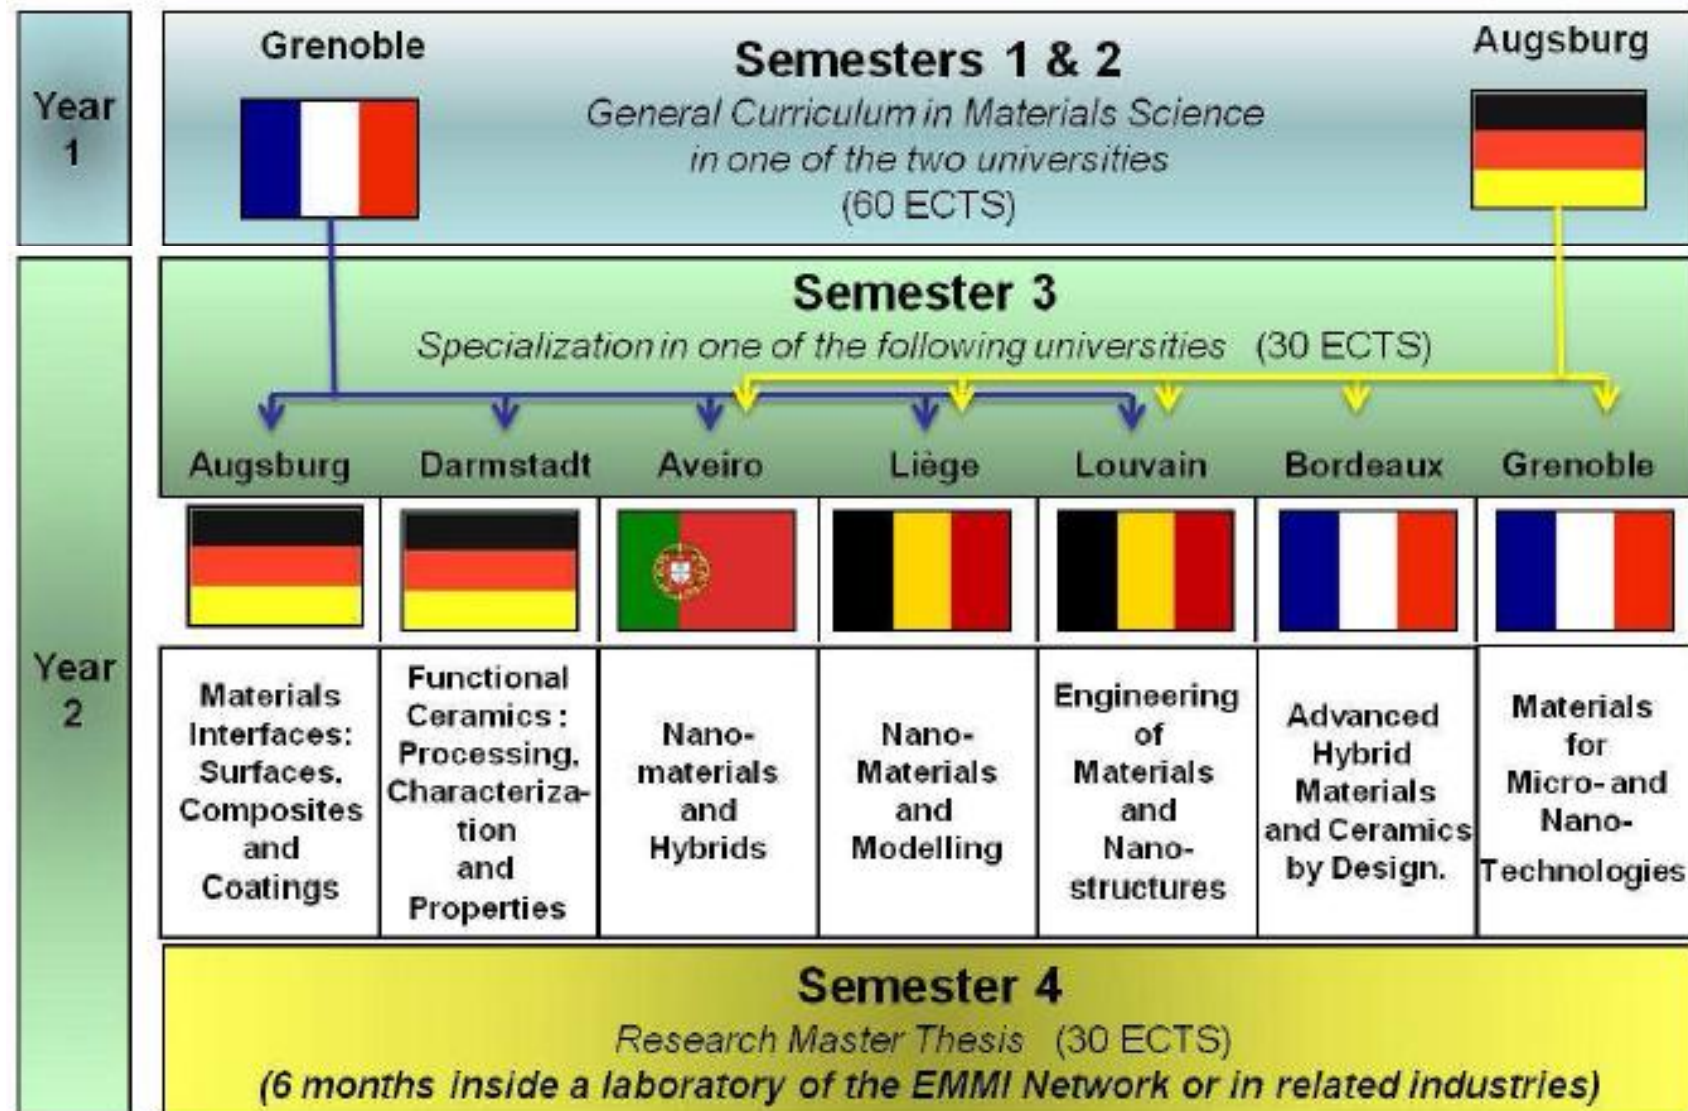 Grenoble
Augsburg
Year
1
Semesters 1 & 2
General Curriculum in Materials Science
in one of the two universities
(60 ECTS)
Semester 3
Specialization in one of the following universities (30 ECTS)
Augsburg
Darmstadt
Aveiro
Liège
Louvain
Bordeaux
Grenoble
Year
2
Materials
Interfaces:
Surfaces,
Composites
and
Coatings
Functional
Ceramics :
Processing,
Characteriza-
tion
and
Properties
Nano-
materials
and
Hybrids
Nano-
Materials
and
Modelling
Engineering
of
Materials
and
Nano-
structures
Advanced
Hybrid
Materials
and Ceramics
by Design.
Materials
for
Micro- and
Nano-
Technologies
Semester 4
Research Master Thesis (30 ECTS)
(6 months inside a laboratory of the EMMI Network or in related industries)